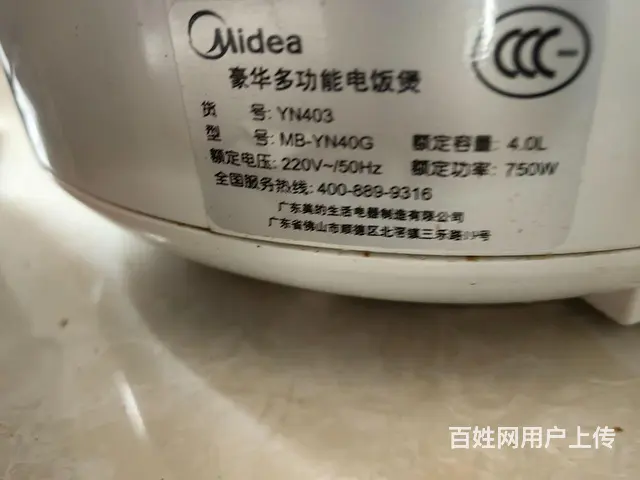 Midea
CCC
豪华多功能电饭煲
货 号: YN403
型 号: MB-YN40G 额定容量: 4.0L
额定电压: 220V~/50Hz 额定功率: 750W
全国服务热线: 400-889-9316
广东美的生活电器制造有限公司
广东省佛山市顺德区北滘镇三乐路 号
百姓网用户上传